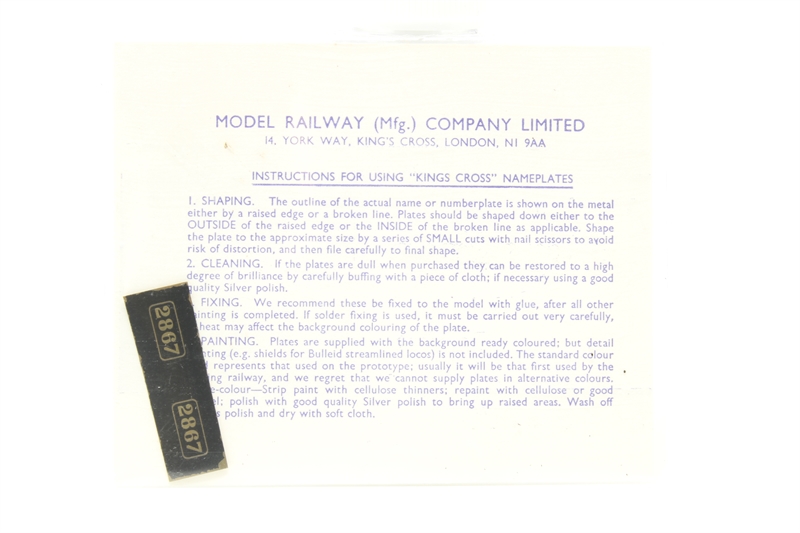 MODEL RAILWAY (Mfg.) COMPANY LIMITED
14, YORK WAY, KING'S CROSS, LONDON, N1 9AA
INSTRUCTIONS FOR USING "KINGS CROSS" NAMEPLATES
1. SHAPING. The outline of the actual name or numberplate is shown on the metal
either by a raised edge or a broken line. Plates should be shaped down either to the
OUTSIDE of the raised edge or the INSIDE of the broken line as applicable. Shape
the plate to the approximate size by a series of SMALL cuts with nail scissors to avoid
risk of distortion, and then file carefully to final shape.
2. CLEANING. If the plates are dull when purchased they can be restored to a high
degree of brilliance by carefully buffing with a piece of cloth; if necessary using a good
quality Silver polish.
FIXING. We recommend these be fixed to the model with glue, after all other
inting is completed. If solder fixing is used, it must be carried out very carefully,
heat may affect the background colouring of the plate.
PAINTING. Plates are supplied with the background ready coloured; but detail
nting (e.g. shields for Bulleid streamlined locos) is not included. The standard colour
represents that used on the prototype; usually it will be that first used by the
ng railway, and we regret that we cannot supply plates in alternative colours.
e-colour—Strip paint with cellulose thinners; repaint with cellulose or good
el; polish with good quality Silver polish to bring up raised areas. Wash off
s polish and dry with soft cloth.
2867
2867